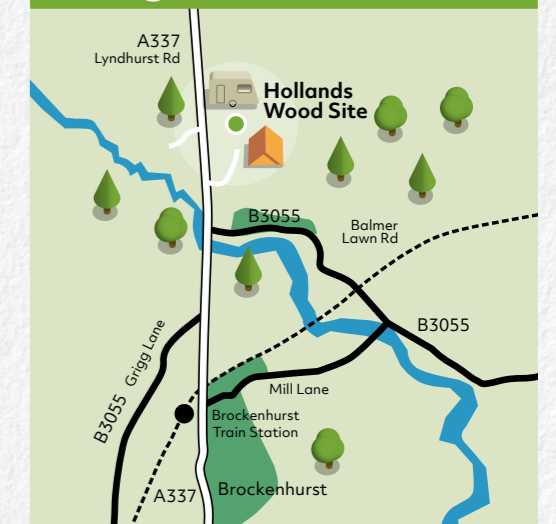 A337
Lyndhurst Rd
Hollands
Wood Site
B3055
Balmer
Lawn Rd
B3055
B3055 Grigg Lane
Mill Lane
Brockenhurst
Train Station
A337
Brockenhurst